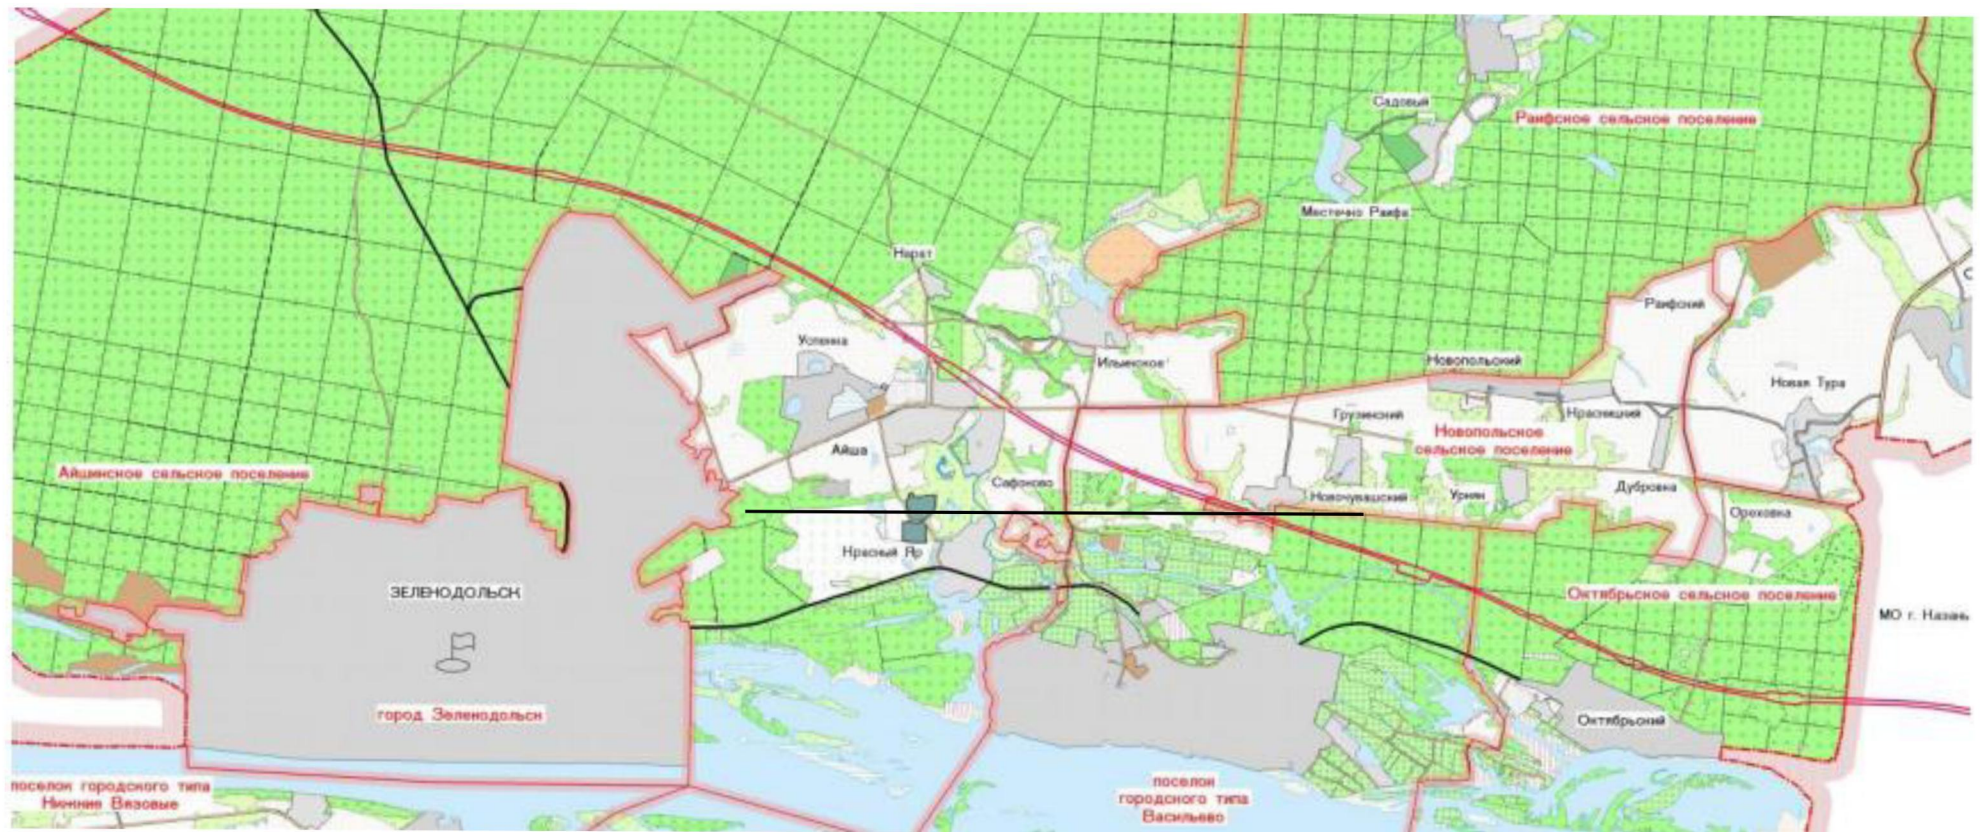 Садовый
Раифское сельское поселение
Местечко Раифа
Нарат
Раифский
Успенка
Ильинское
Новопольский
Новая Тура
Грузинский
Красницкий
Новопольское
сельское поселение
Айша
Айшинское сельское поселение
Сафоново
Новочувашский
Урняк
Дубровка
Ореховка
Красный Яр
ЗЕЛЕНОДОЛЬСК
Октябрьское сельское поселение
МО г. Казань
город Зеленодольск
Октябрьский
поселок городского типа
Нижние Вязовые
поселок
городского типа
Васильево